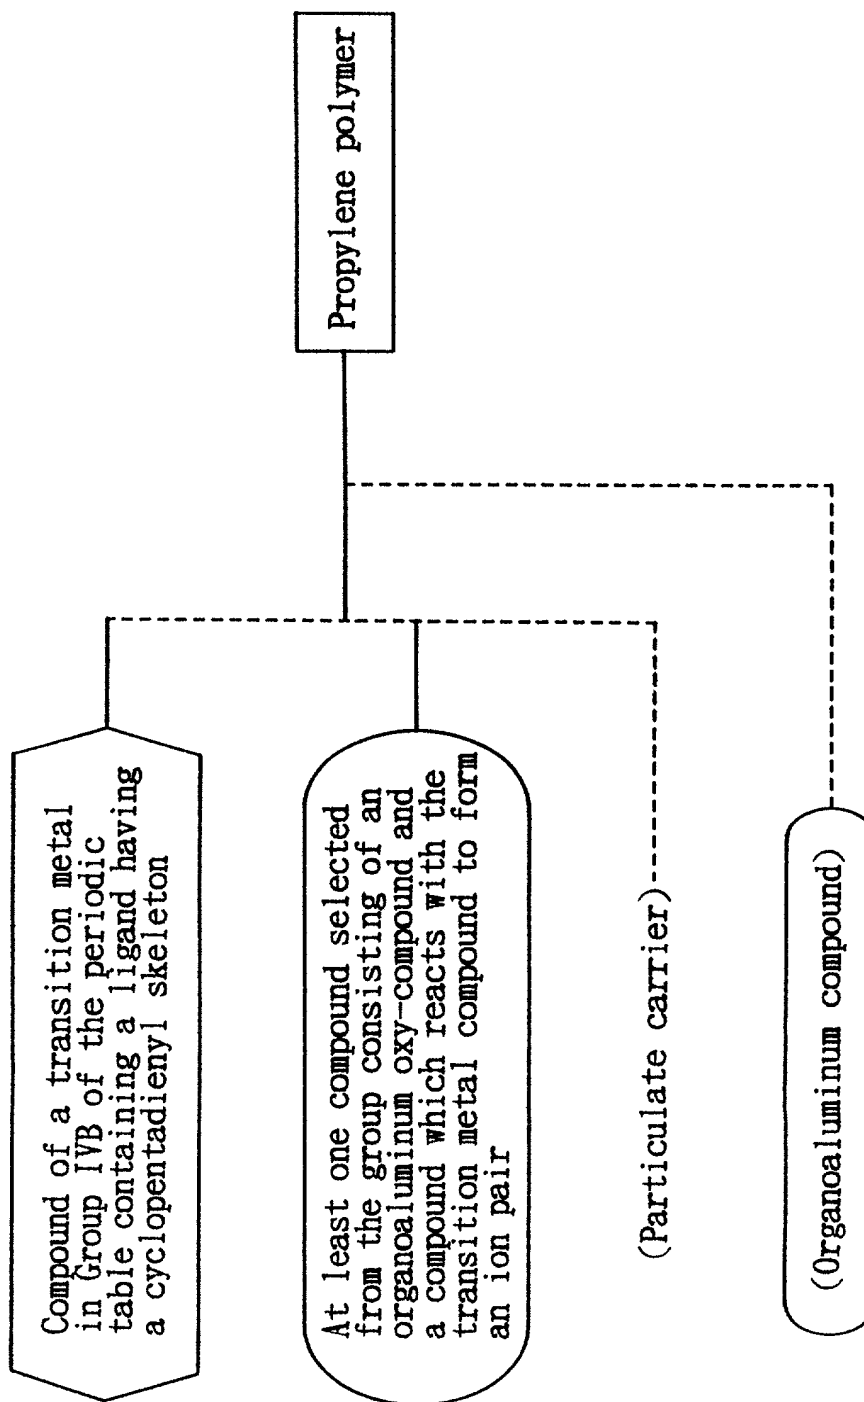 Compound of a transition metal
in Group IVB of the periodic
table containing a ligand having
a cyclopentadienyl skeleton
At least one compound selected
from the group consisting of an
organoaluminum oxy-compound and
a compound which reacts with the
transition metal compound to form
an ion pair
(Particulate carrier)
(Organoaluminum compound)
Propylene polymer